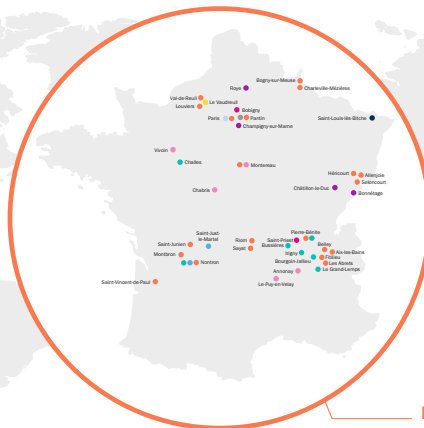 Bogny-sur-Meuse
Roye
Charleville-Mézières
Val-de-Reuil
Le Vaudreuil
Louviers
Bobigny
Paris
Pantin
Saint-Louis-lès-Bitche
Champigny-sur-Marne
Vivoin
Challes
Montereau
Héricourt
Allenjoie
Seloncourt
Châtillon-le-Duc
Bonnétage
Chabris
Saint-Just-
le-Martel
Pierre-Bénite
Saint-Junien
Riom
Saint-Priest
Bussières
Belley
Sayat
Aix-les-Bains
Montbron
Irigny
Fitilieu
Bourgoin-Jallieu
Les Abrets
Nontron
Le Grand-Lemps
Annonay
Saint-Vincent-de-Paul
Le-Puy-en-Velay